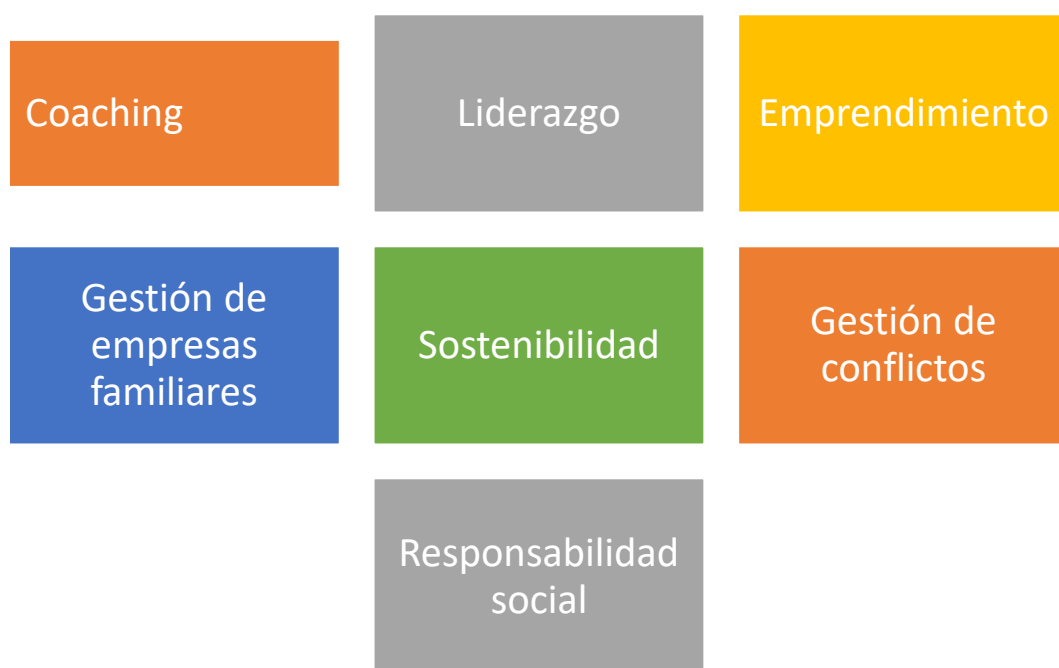 Coaching
Liderazgo
Emprendimiento
Gestión de
empresas
familiares
Sostenibilidad
Gestión de
conflictos
Responsabilidad
social